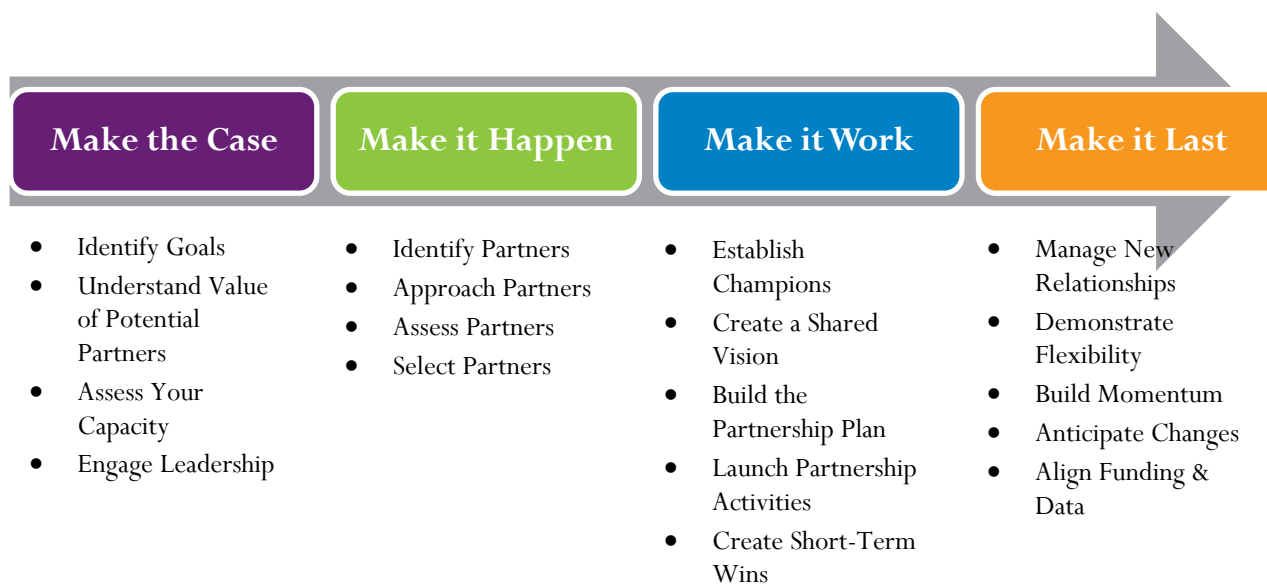 Make the Case
Make it Happen
Make it Work
Make it Last
• Identify Goals
• Understand Value
of Potential
Partners
• Assess Your
Capacity
• Engage Leadership
• Identify Partners
• Approach Partners
• Assess Partners
• Select Partners
• Establish
Champions
• Create a Shared
Vision
• Build the
Partnership Plan
• Launch Partnership
Activities
• Create Short-Term
Wins
• Manage New
Relationships
• Demonstrate
Flexibility
• Build Momentum
• Anticipate Changes
• Align Funding &
Data